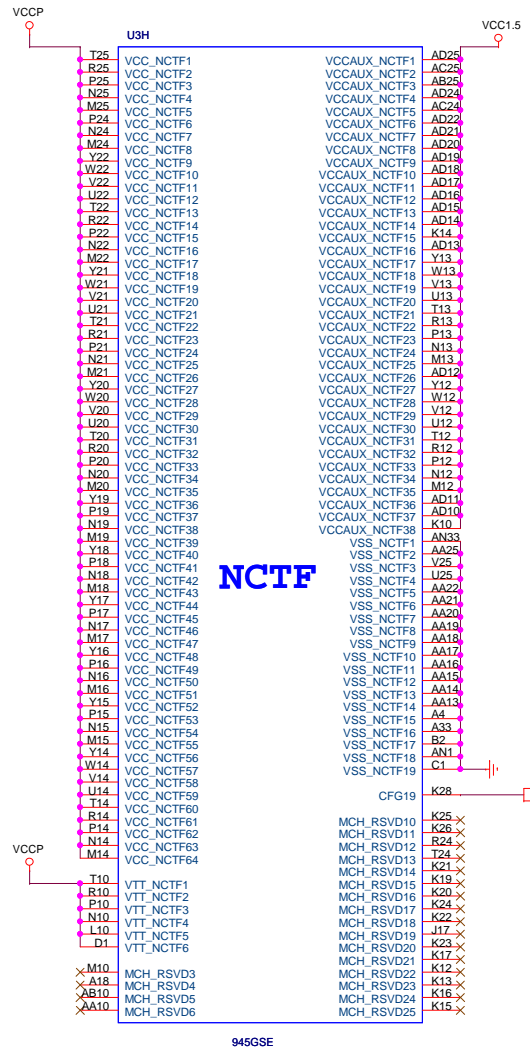 VCCP
VCC1.5
U3H
T25 VCC_NCTF1
R25 VCC_NCTF2
P25 VCC_NCTF3
N25 VCC_NCTF4
M25 VCC_NCTF5
P24 VCC_NCTF6
N24 VCC_NCTF7
M24 VCC_NCTF8
Y22 VCC_NCTF9
W22 VCC_NCTF10
V22 VCC_NCTF11
U22 VCC_NCTF12
T22 VCC_NCTF13
R22 VCC_NCTF14
P22 VCC_NCTF15
N22 VCC_NCTF16
M22 VCC_NCTF17
Y21 VCC_NCTF18
W21 VCC_NCTF19
V21 VCC_NCTF20
U21 VCC_NCTF21
T21 VCC_NCTF22
R21 VCC_NCTF23
P21 VCC_NCTF24
N21 VCC_NCTF25
M21 VCC_NCTF26
Y20 VCC_NCTF27
W20 VCC_NCTF28
V20 VCC_NCTF29
U20 VCC_NCTF30
T20 VCC_NCTF31
R20 VCC_NCTF32
P20 VCC_NCTF33
N20 VCC_NCTF34
M20 VCC_NCTF35
Y19 VCC_NCTF36
P19 VCC_NCTF37
N19 VCC_NCTF38
M19 VCC_NCTF39
Y18 VCC_NCTF40
P18 VCC_NCTF41
N18 VCC_NCTF42
M18 VCC_NCTF43
Y17 VCC_NCTF44
P17 VCC_NCTF45
N17 VCC_NCTF46
M17 VCC_NCTF47
Y16 VCC_NCTF48
P16 VCC_NCTF49
N16 VCC_NCTF50
M16 VCC_NCTF51
Y15 VCC_NCTF52
P15 VCC_NCTF53
N15 VCC_NCTF54
M15 VCC_NCTF55
Y14 VCC_NCTF56
W14 VCC_NCTF57
V14 VCC_NCTF58
U14 VCC_NCTF59
T14 VCC_NCTF60
R14 VCC_NCTF61
P14 VCC_NCTF62
N14 VCC_NCTF63
M14 VCC_NCTF64
VCCP
T10 VTT_NCTF1
R10 VTT_NCTF2
P10 VTT_NCTF3
N10 VTT_NCTF4
L10 VTT_NCTF5
D1 VTT_NCTF6
M10 MCH_RSVD3
A18 MCH_RSVD4
AB10 MCH_RSVD5
AA10 MCH_RSVD6
NCTF
VCCAUX_NCTF1 AD25
VCCAUX_NCTF2 AC25
VCCAUX_NCTF3 AB25
VCCAUX_NCTF4 AD24
VCCAUX_NCTF5 AC24
VCCAUX_NCTF6 AD22
VCCAUX_NCTF7 AD21
VCCAUX_NCTF8 AD20
VCCAUX_NCTF9 AD19
VCCAUX_NCTF10 AD18
VCCAUX_NCTF11 AD17
VCCAUX_NCTF12 AD16
VCCAUX_NCTF13 AD15
VCCAUX_NCTF14 AD14
VCCAUX_NCTF15 K14
VCCAUX_NCTF16 AD13
VCCAUX_NCTF17 Y13
VCCAUX_NCTF18 W13
VCCAUX_NCTF19 V13
VCCAUX_NCTF20 U13
VCCAUX_NCTF21 T13
VCCAUX_NCTF22 R13
VCCAUX_NCTF23 P13
VCCAUX_NCTF24 N13
VCCAUX_NCTF25 M13
VCCAUX_NCTF26 AD12
VCCAUX_NCTF27 Y12
VCCAUX_NCTF28 W12
VCCAUX_NCTF29 V12
VCCAUX_NCTF30 U12
VCCAUX_NCTF31 T12
VCCAUX_NCTF32 R12
VCCAUX_NCTF33 P12
VCCAUX_NCTF34 N12
VCCAUX_NCTF35 M12
VCCAUX_NCTF36 AD11
VCCAUX_NCTF37 AD10
VCCAUX_NCTF38 K10
VSS_NCTF1 AN33
VSS_NCTF2 AA25
VSS_NCTF3 V25
VSS_NCTF4 U25
VSS_NCTF5 AA22
VSS_NCTF6 AA21
VSS_NCTF7 AA20
VSS_NCTF8 AA19
VSS_NCTF9 AA18
VSS_NCTF10 AA17
VSS_NCTF11 AA16
VSS_NCTF12 AA15
VSS_NCTF13 AA14
VSS_NCTF14 AA13
VSS_NCTF15 A4
VSS_NCTF16 A33
VSS_NCTF17 B2
VSS_NCTF18 AN1
VSS_NCTF19 C1
CFG19 K28
MCH_RSVD10 K25
MCH_RSVD11 K26
MCH_RSVD12 R24
MCH_RSVD13 T24
MCH_RSVD14 K21
MCH_RSVD15 K19
MCH_RSVD16 K20
MCH_RSVD17 K24
MCH_RSVD18 K22
MCH_RSVD19 J17
MCH_RSVD20 K23
MCH_RSVD21 K17
MCH_RSVD22 K12
MCH_RSVD23 K13
MCH_RSVD24 K16
MCH_RSVD25 K15
945GSE